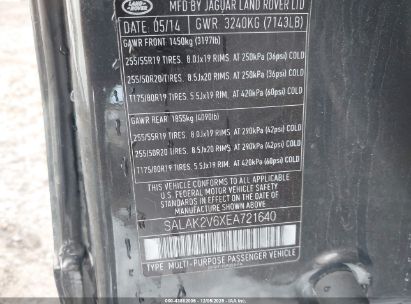 LAND ROVER
MFD BY JAGUAR LAND ROVER LTD
DATE: 05/14 GWR 3240KG (7143LB)
GAWR FRONT 1450kg (3197lb)
255/55R19 TIRES. 8.0Jx19 RIMS. AT 250kPa (36psi) COLD
255/50R20 TIRES. 8.5Jx20 RIMS. AT 250kPa (36psi) COLD
T175/80R19 TIRES. 5.5Jx19 RIM. AT 420kPa (60psi) COLD
GAWR REAR 1855kg (4090lb)
255/55R19 TIRES. 8.0Jx19 RIMS. AT 290kPa (42psi) COLD
255/50R20 TIRES. 8.5Jx20 RIMS. AT 290kPa (42psi) COLD
T175/80R19 TIRES. 5.5Jx19 RIM. AT 420kPa (60psi) COLD
THIS VEHICLE CONFORMS TO ALL APPLICABLE
U.S. FEDERAL MOTOR VEHICLE SAFETY STANDARDS
IN EFFECT ON THE DATE OF MANUFACTURE SHOWN ABOVE
SALAK2V6XEA721640
TYPE: MULTI-PURPOSE PASSENGER VEHICLE